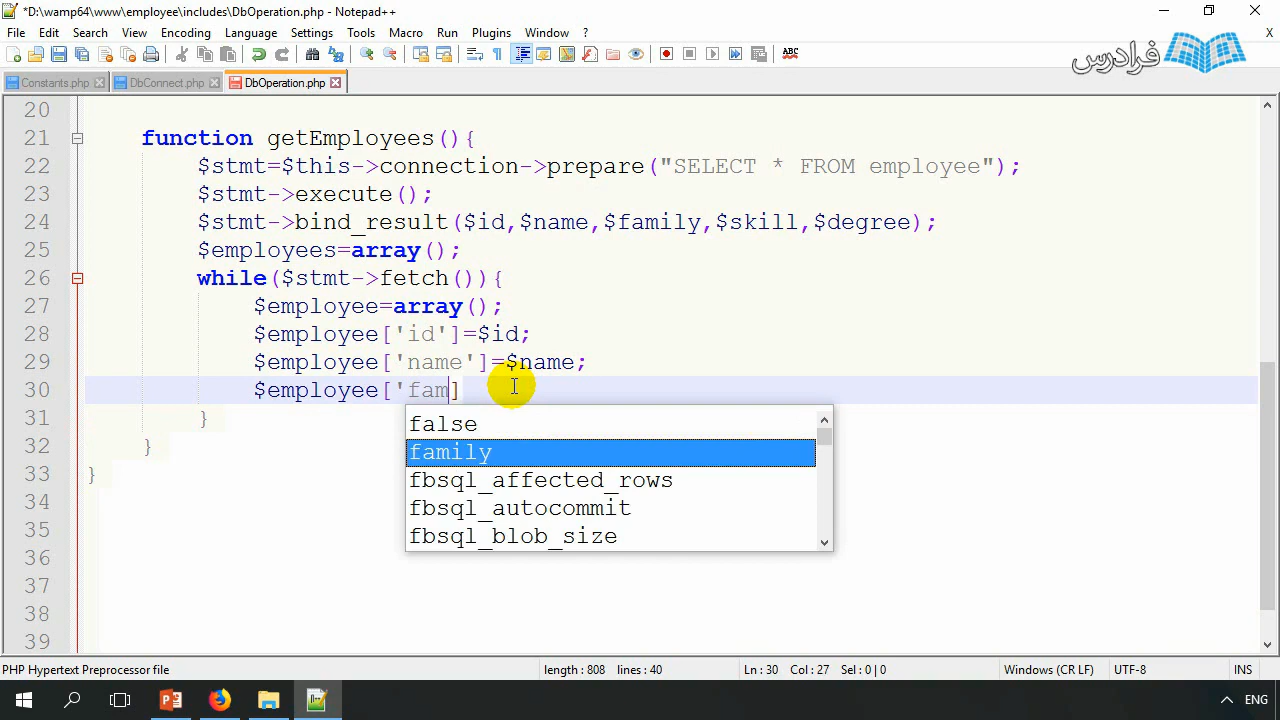 *D:\wamp64\www\employee\includes\DbOperation.php - Notepad++
File Edit Search View Encoding Language Settings Tools Macro Run Plugins Window ? X
ABC
فرادرس
Constants.php DbConnect.php DbOperation.php
20
21 function getEmployees(){
22 $stmt=$this->connection->prepare("SELECT * FROM employee");
23 $stmt->execute();
24 $stmt->bind_result($id,$name,$family,$skill,$degree);
25 $employees=array();
26 while($stmt->fetch()){
27 $employee=array();
28 $employee['id']=$id;
29 $employee['name']=$name;
30 $employee['fam]
31 }
32 }
33 }
34
35
36
37
38
39
false
family
fbsql_affected_rows
fbsql_autocommit
fbsql_blob_size
PHP Hypertext Preprocessor file length : 808 lines : 40 Ln : 30 Col : 27 Sel : 0 | 0 Windows (CR LF) UTF-8 INS
ENG